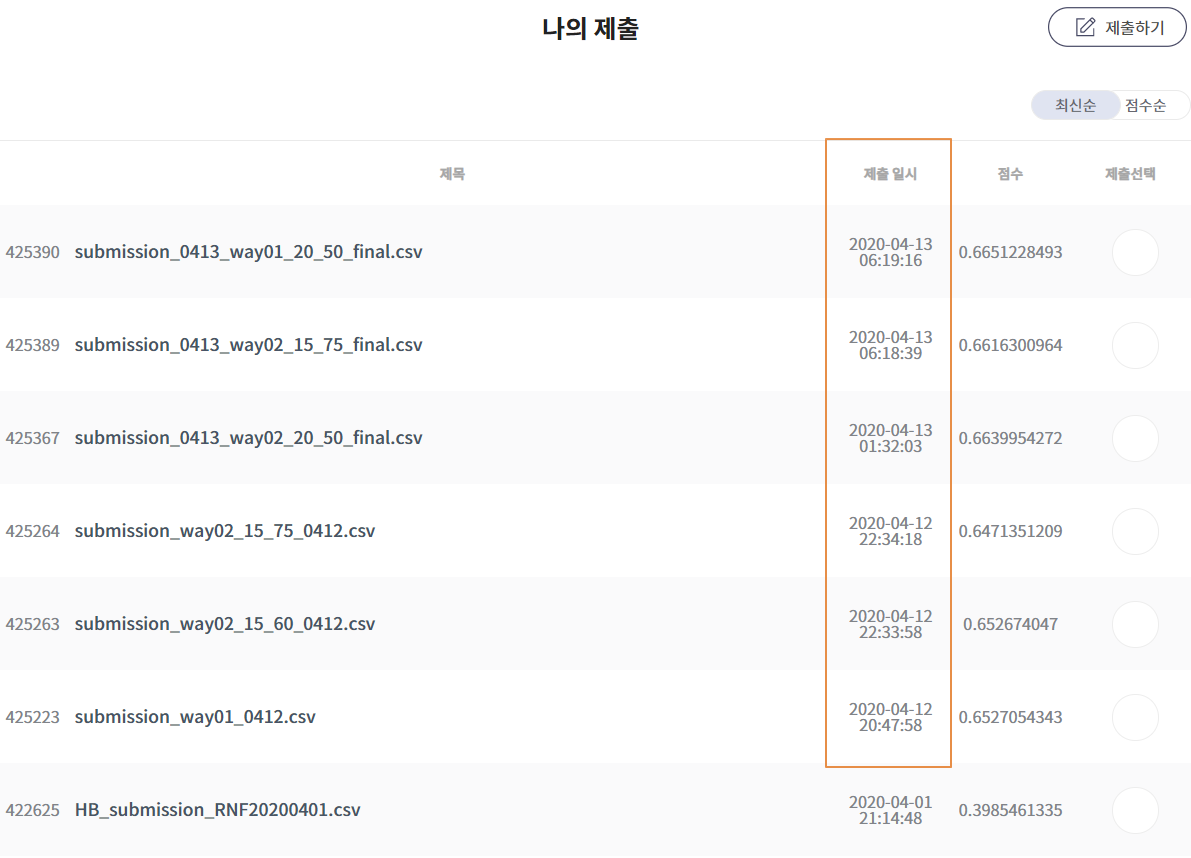 나의 제출
제출하기
최신순 점수순
제목 제출 일시 점수 제출선택
425390 submission_0413_way01_20_50_final.csv 2020-04-13 06:19:16 0.6651228493
425389 submission_0413_way02_15_75_final.csv 2020-04-13 06:18:39 0.6616300964
425367 submission_0413_way02_20_50_final.csv 2020-04-13 01:32:03 0.6639954272
425264 submission_way02_15_75_0412.csv 2020-04-12 22:34:18 0.6471351209
425263 submission_way02_15_60_0412.csv 2020-04-12 22:33:58 0.652674047
425223 submission_way01_0412.csv 2020-04-12 20:47:58 0.6527054343
422625 HB_submission_RNF20200401.csv 2020-04-01 21:14:48 0.3985461335